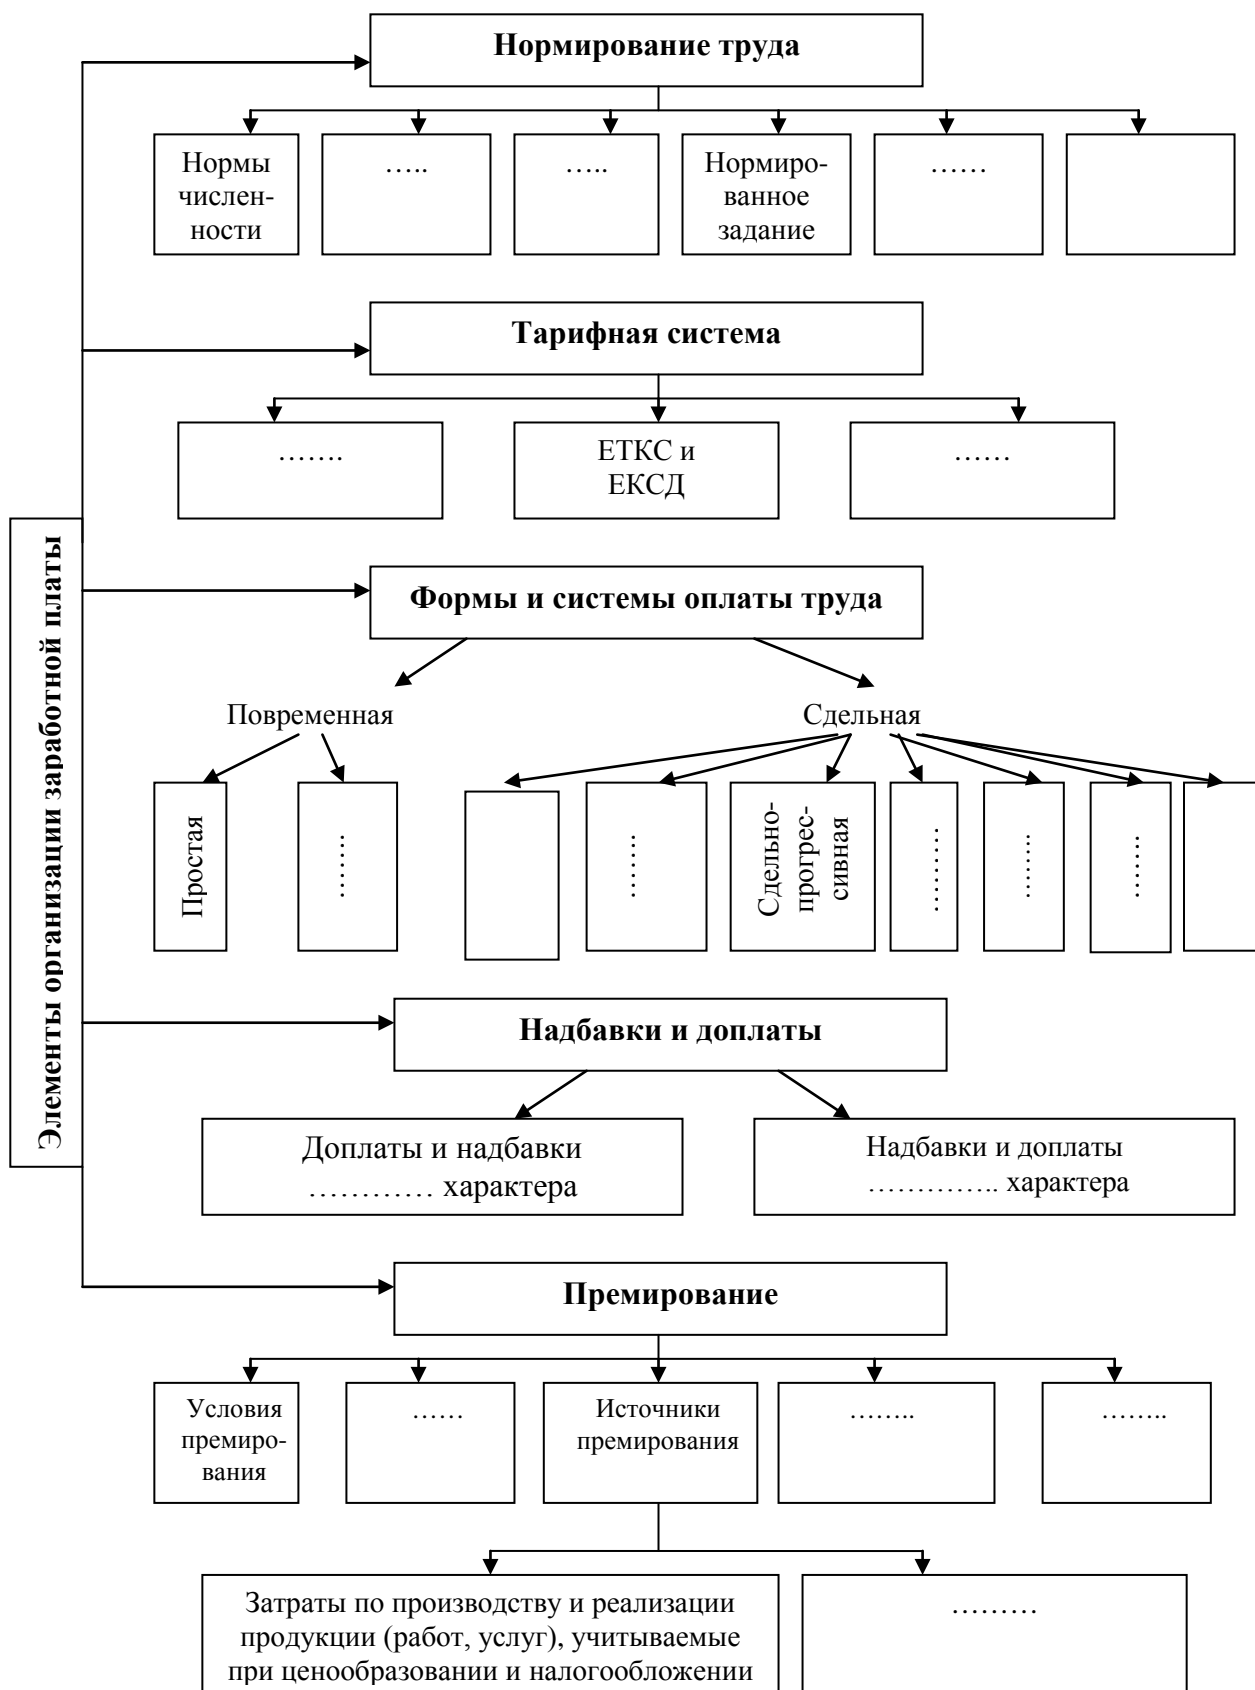 Нормирование труда
Нормы
числен-
ности
…..
…..
Нормиро-
ванное
задание
……
Тарифная система
…….
ЕТКС и
ЕКСД
……
Элементы организации заработной платы
Формы и системы оплаты труда
Повременная
Сдельная
Простая
………
………
Сдельно-
прогрес-
сивная
………..
………
………
Надбавки и доплаты
Доплаты и надбавки
………… характера
Надбавки и доплаты
………….. характера
Премирование
Условия
премиро-
вания
……
Источники
премирования
……..
……..
Затраты по производству и реализации
продукции (работ, услуг), учитываемые
при ценообразовании и налогообложении
………